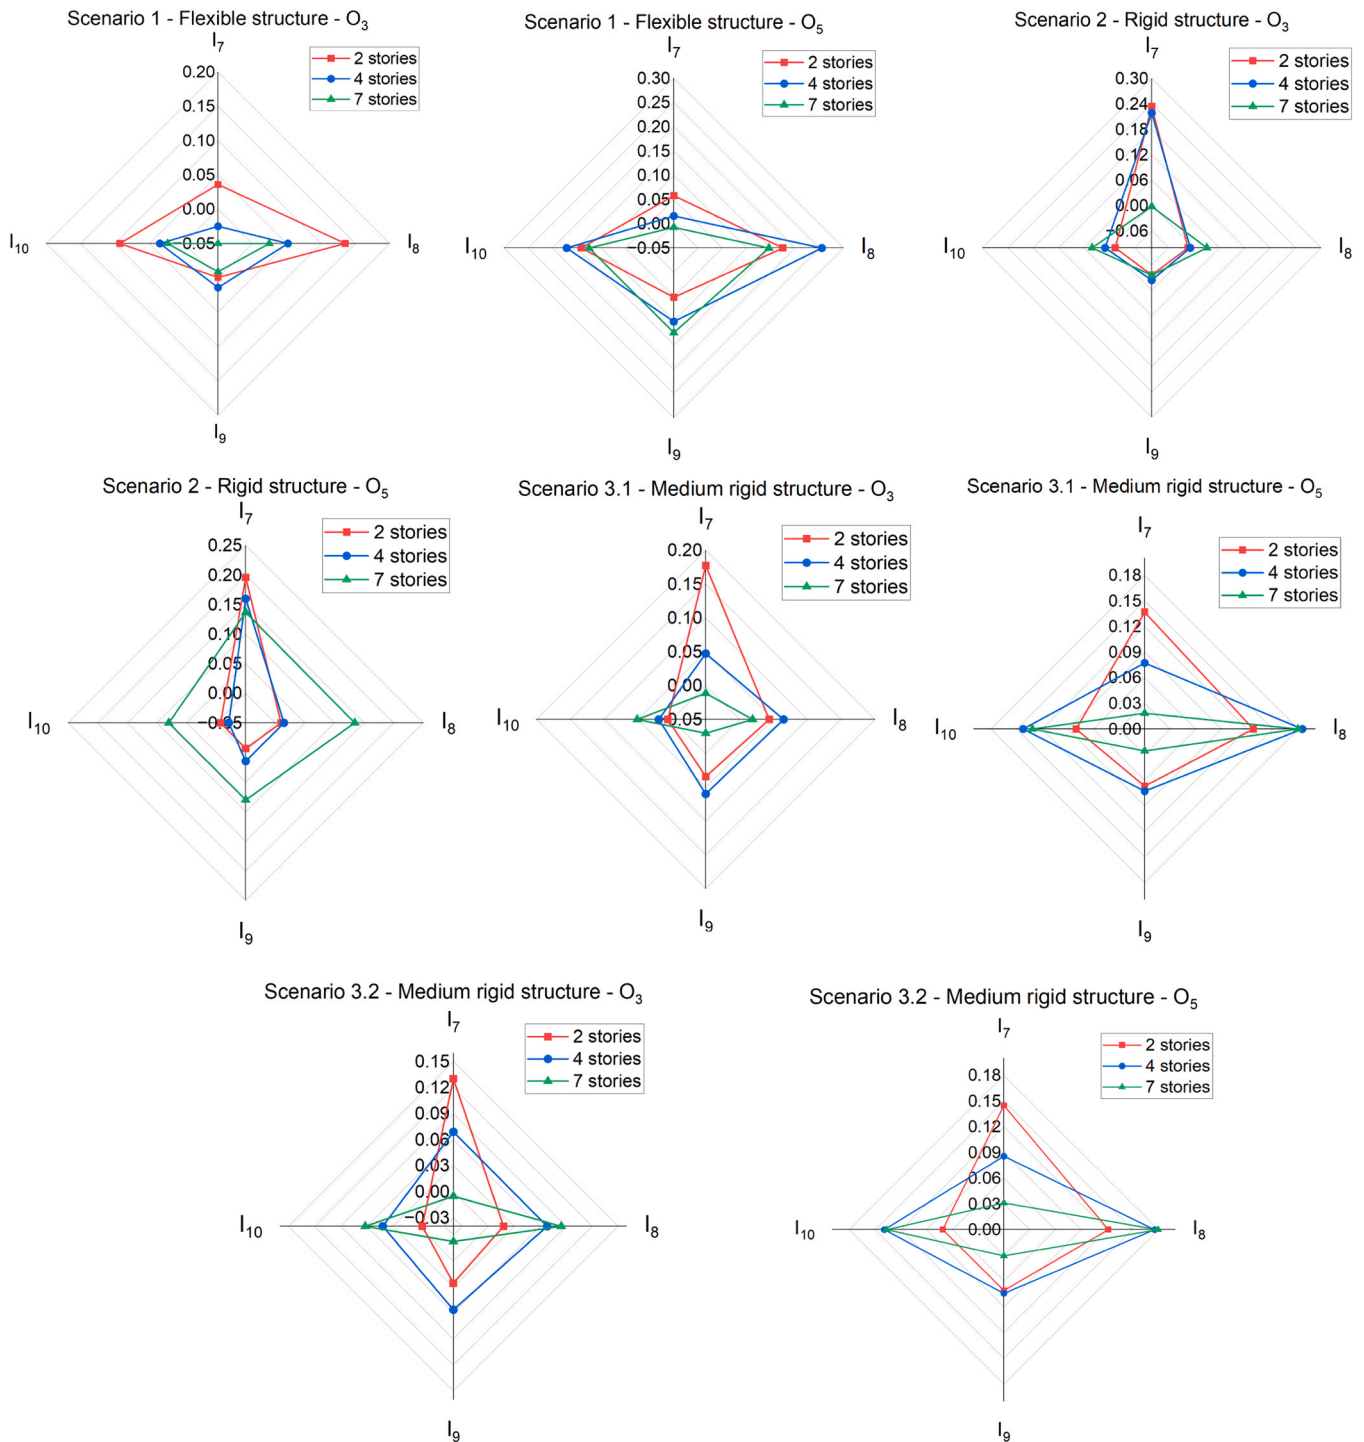 Scenario 1 - Flexible structure - O3
I7
2 stories
4 stories
7 stories
0.20
0.15
0.10
0.05
0.00
−0.05
I10
I8
I9
Scenario 1 - Flexible structure - O5
I7
2 stories
4 stories
7 stories
0.30
0.25
0.20
0.15
0.10
0.05
0.00
−0.05
I10
I8
I9
Scenario 2 - Rigid structure - O3
I7
2 stories
4 stories
7 stories
0.30
0.24
0.18
0.12
0.06
0.00
−0.06
I10
I8
I9
Scenario 2 - Rigid structure - O5
I7
2 stories
4 stories
7 stories
0.25
0.20
0.15
0.10
0.05
0.00
−0.05
I10
I8
I9
Scenario 3.1 - Medium rigid structure - O3
I7
2 stories
4 stories
7 stories
0.20
0.15
0.10
0.05
0.00
−0.05
I10
I8
I9
Scenario 3.1 - Medium rigid structure - O5
I7
2 stories
4 stories
7 stories
0.18
0.15
0.12
0.09
0.06
0.03
0.00
I10
I8
I9
Scenario 3.2 - Medium rigid structure - O3
I7
2 stories
4 stories
7 stories
0.15
0.12
0.09
0.06
0.03
0.00
−0.03
I10
I8
I9
Scenario 3.2 - Medium rigid structure - O5
I7
2 stories
4 stories
7 stories
0.18
0.15
0.12
0.09
0.06
0.03
0.00
I10
I8
I9